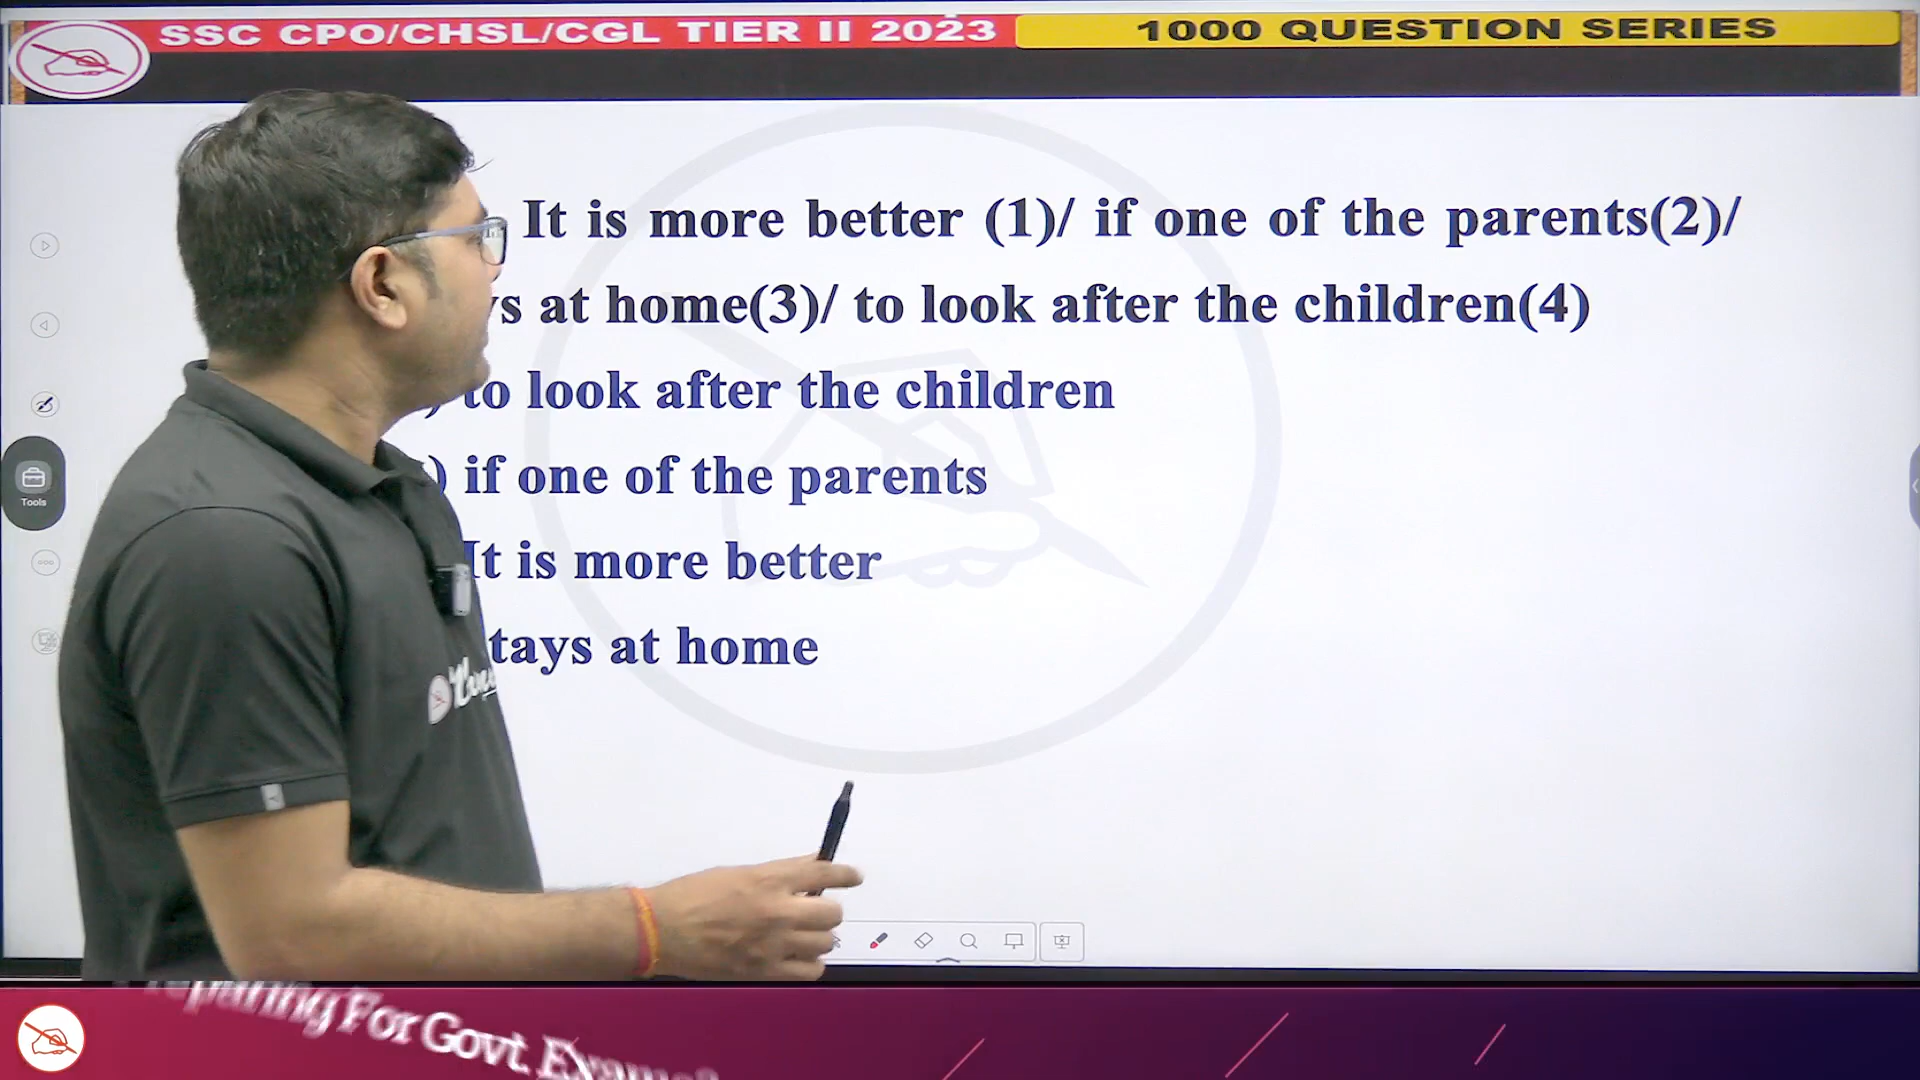 SSC CPO/CHSL/CGL TIER II 2023
1000 QUESTION SERIES
It is more better (1)/ if one of the parents(2)/
at home(3)/ to look after the children(4)
to look after the children
if one of the parents
It is more better
tays at home
Tools
Preparing For Govt. Exams?